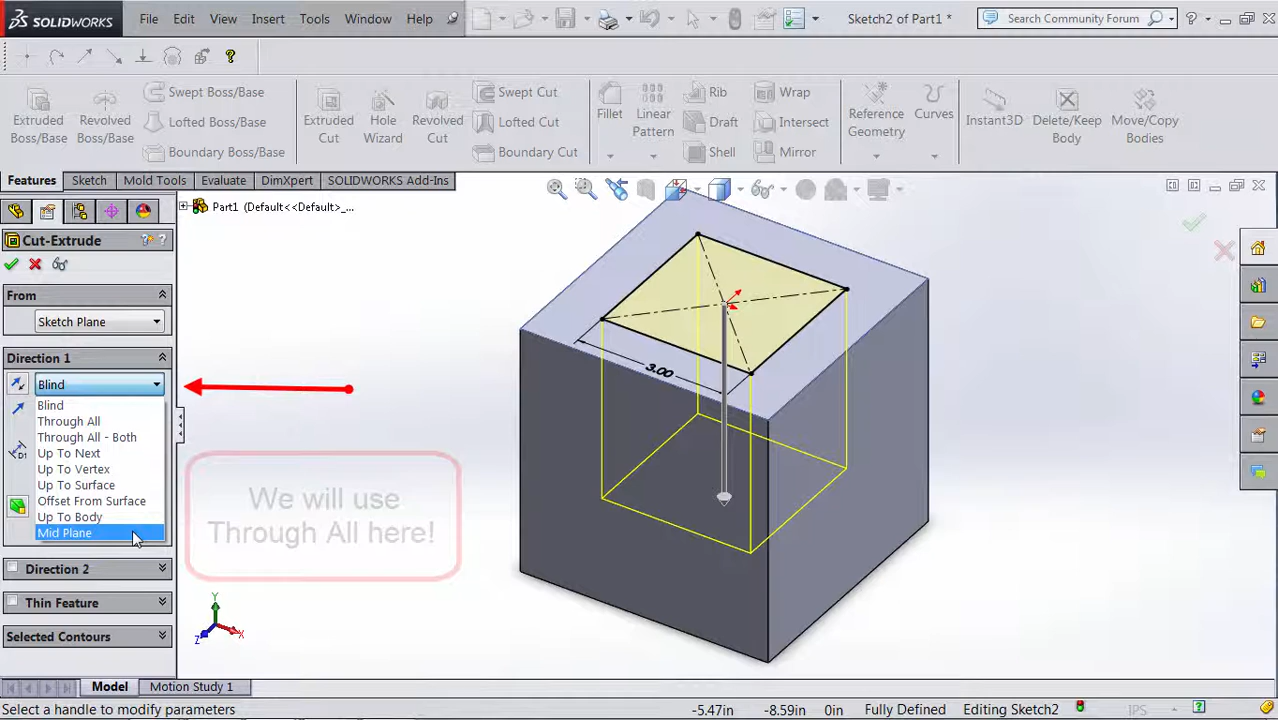 SOLIDWORKS
File
Edit
View
Insert
Tools
Window
Help
Sketch2 of Part1 *
Search Community Forum
?
?
Extruded
Boss/Base
Revolved
Boss/Base
Swept Boss/Base
Lofted Boss/Base
Boundary Boss/Base
Extruded
Cut
Hole
Wizard
Revolved
Cut
Swept Cut
Lofted Cut
Boundary Cut
Fillet
Linear
Pattern
Rib
Draft
Shell
Wrap
Intersect
Mirror
Reference
Geometry
Curves
Instant3D
Delete/Keep
Body
Move/Copy
Bodies
Features
Sketch
Mold Tools
Evaluate
DimXpert
SOLIDWORKS Add-Ins
Part1 (Default<<Default>_...
Cut-Extrude
?
From
Sketch Plane
Direction 1
Blind
Blind
Through All
Through All - Both
Up To Next
Up To Vertex
Up To Surface
Offset From Surface
Up To Body
Mid Plane
D1
Direction 2
Thin Feature
Selected Contours
3.00
We will use
Through All here!
Y
Z
X
Model
Motion Study 1
Select a handle to modify parameters
-5.47in
-8.59in
0in
Fully Defined
Editing Sketch2
IPS
?